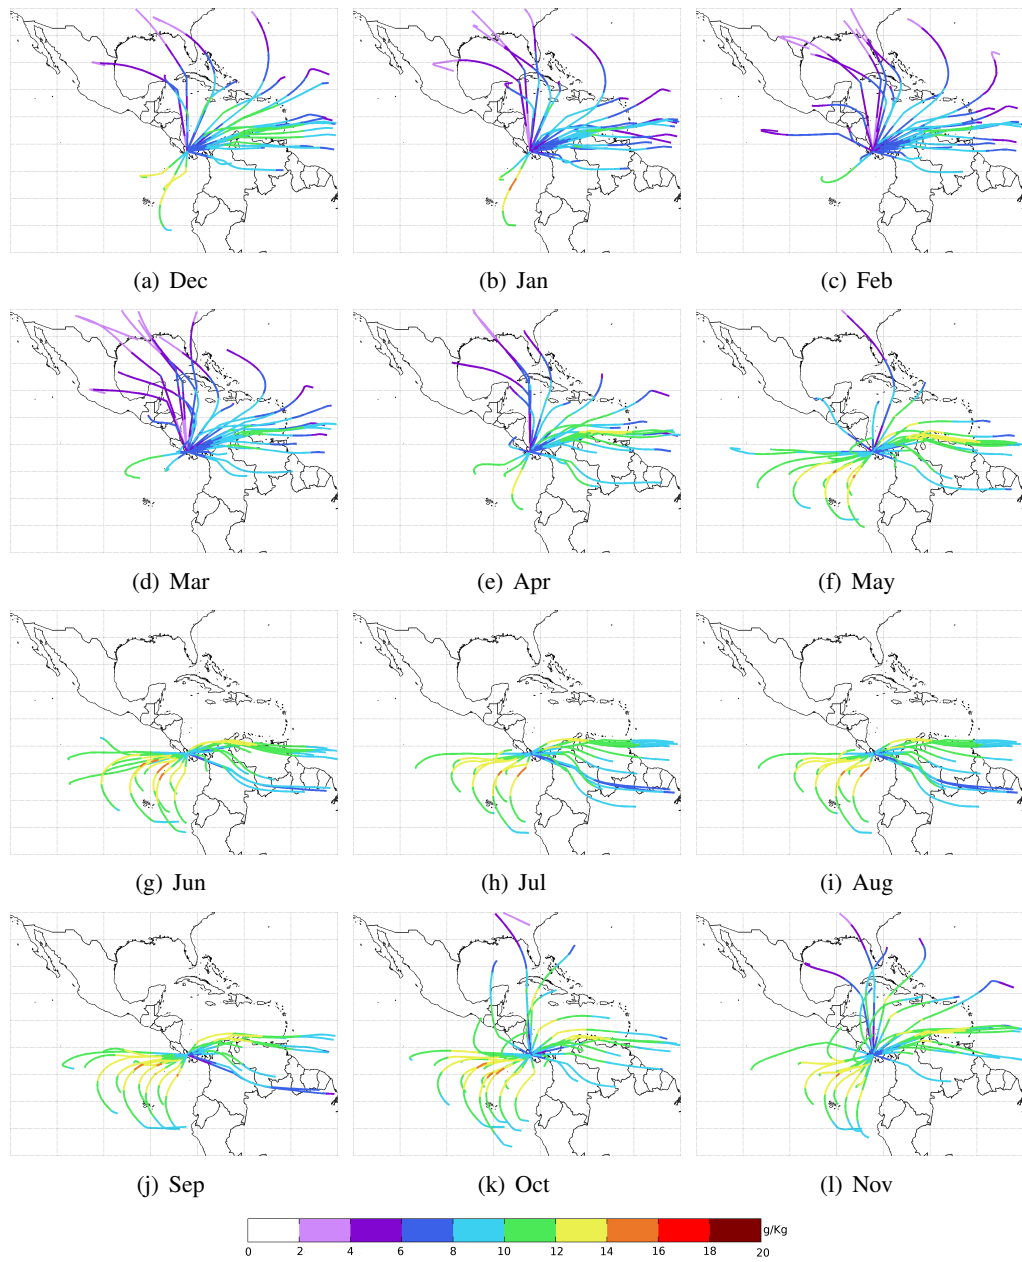 (a) Dec (b) Jan (c) Feb
(d) Mar (e) Apr (f) May
(g) Jun (h) Jul (i) Aug
(j) Sep (k) Oct (l) Nov
g/Kg
0 2 4 6 8 10 12 14 16 18 20